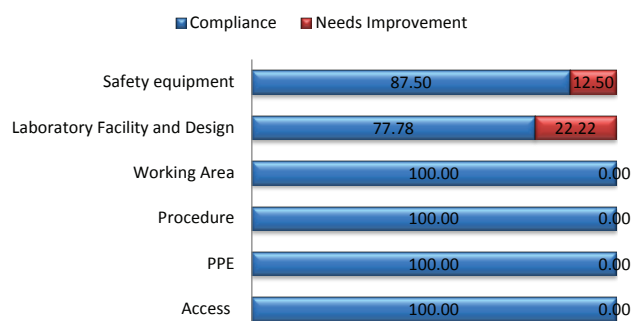 Compliance Needs Improvement
Safety equipment 87.50 12.50
Laboratory Facility and Design 77.78 22.22
Working Area 100.00 0.00
Procedure 100.00 0.00
PPE 100.00 0.00
Access 100.00 0.00